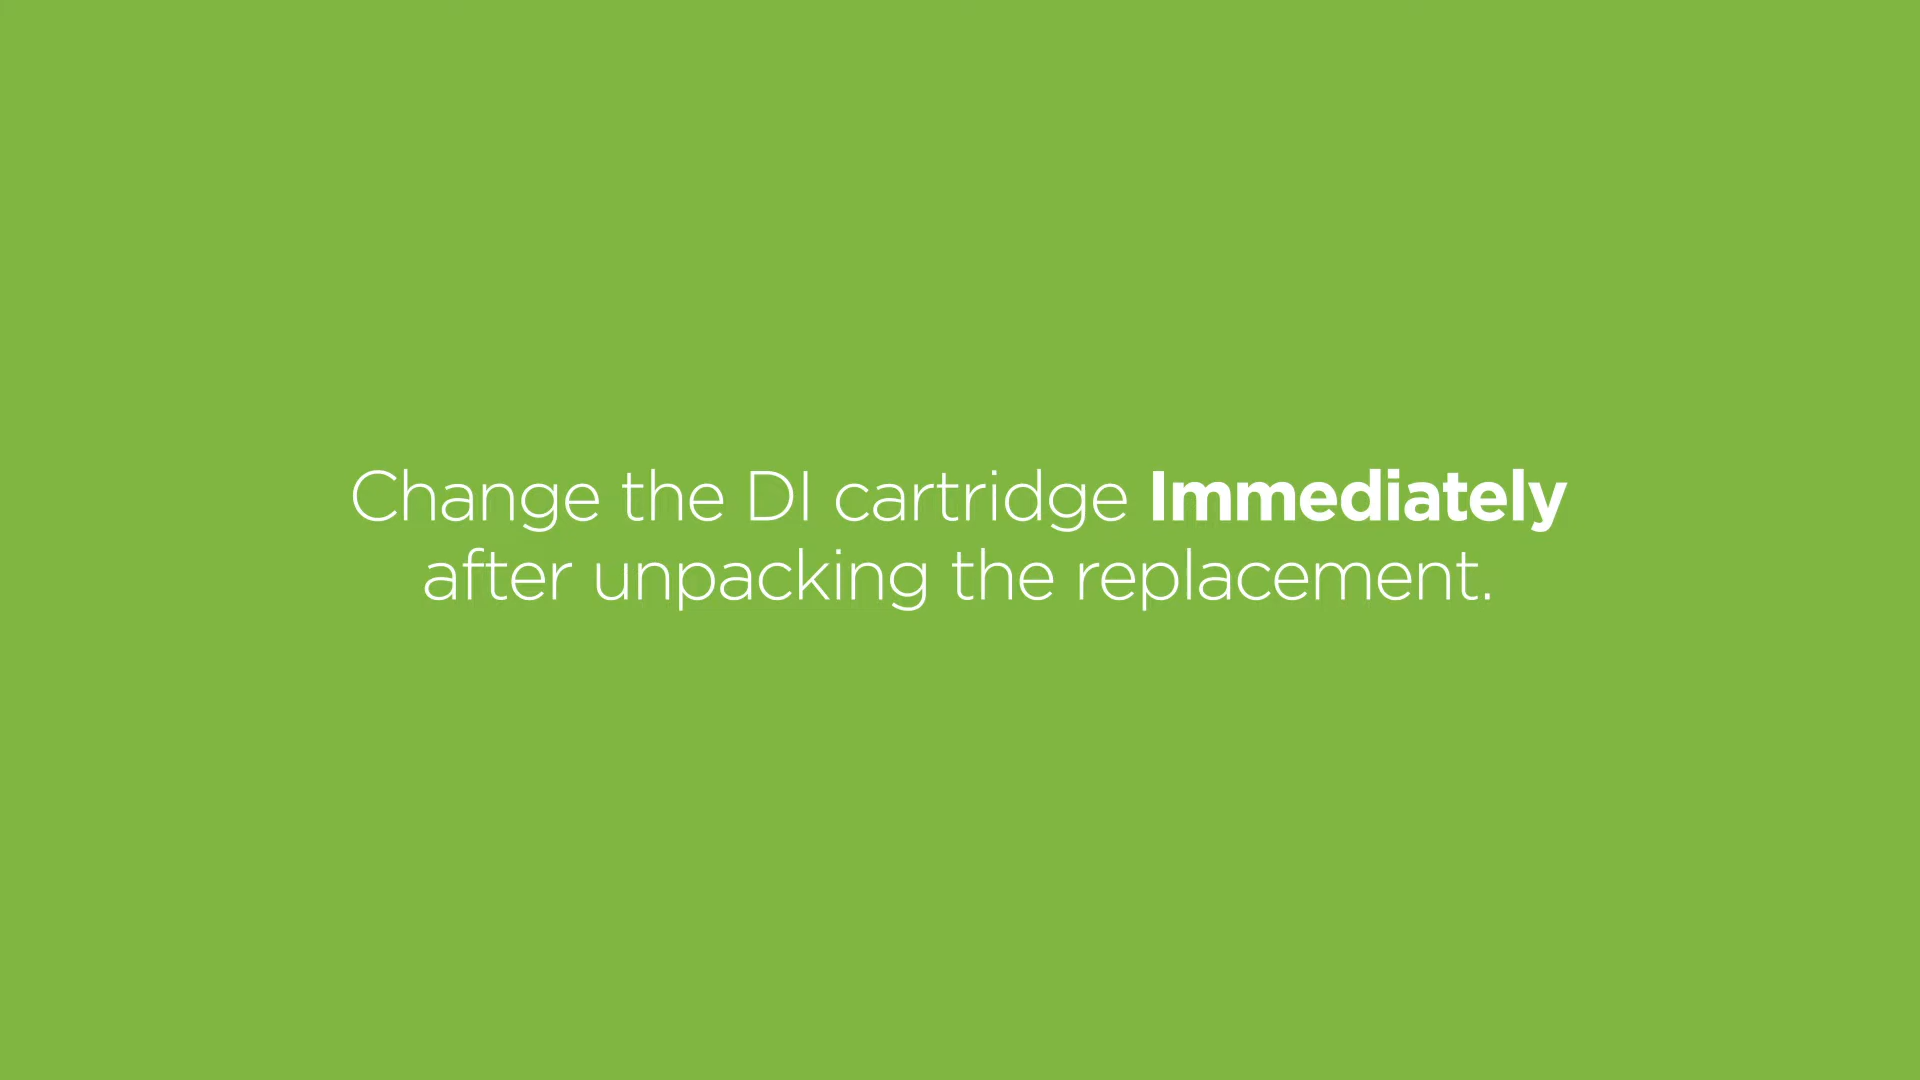 Change the DI cartridge Immediately
after unpacking the replacement.